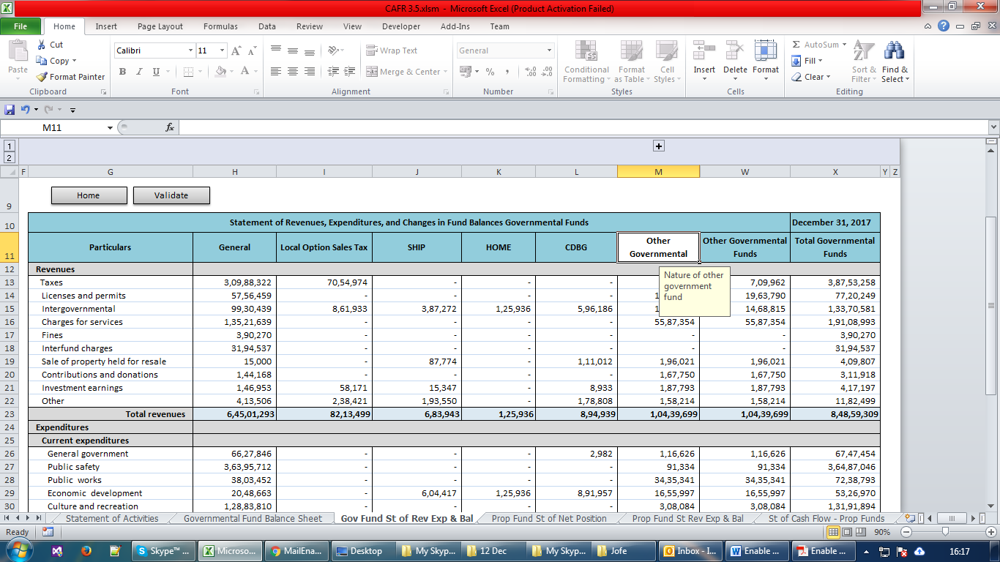 CAFR 3.5.xlsm - Microsoft Excel (Product Activation Failed)
File Home Insert Page Layout Formulas Data Review View Developer Add-Ins Team
Paste Cut Copy Format Painter Clipboard
Calibri 11 B I U A Font
Wrap Text Merge & Center Alignment
General % , Number
Conditional Formatting Format as Table Cell Styles Styles
Insert Delete Format Cells
Σ AutoSum Fill Clear Sort & Filter Find & Select Editing
M11 fx
1
2
F G H I J K L M W X Y Z
9 Home Validate
10 Statement of Revenues, Expenditures, and Changes in Fund Balances Governmental Funds December 31, 2017
11 Particulars General Local Option Sales Tax SHIP HOME CDBG Other Governmental Other Governmental Funds Total Governmental Funds
12 Revenues
13 Taxes 3,09,88,322 70,54,974 - - - 7,09,962 3,87,53,258
14 Licenses and permits 57,56,459 - - - - 1 19,63,790 77,20,249
15 Intergovernmental 99,30,439 8,61,933 3,87,272 1,25,936 5,96,186 1 14,68,815 1,33,70,581
Nature of other
government
fund
16 Charges for services 1,35,21,639 - - - - 55,87,354 55,87,354 1,91,08,993
17 Fines 3,90,270 - - - - - - 3,90,270
18 Interfund charges 31,94,537 - - - - - - 31,94,537
19 Sale of property held for resale 15,000 - 87,774 - 1,11,012 1,96,021 1,96,021 4,09,807
20 Contributions and donations 1,44,168 - - - - 1,67,750 1,67,750 3,11,918
21 Investment earnings 1,46,953 58,171 15,347 - 8,933 1,87,793 1,87,793 4,17,197
22 Other 4,13,506 2,38,421 1,93,550 - 1,78,808 1,58,214 1,58,214 11,82,499
23 Total revenues 6,45,01,293 82,13,499 6,83,943 1,25,936 8,94,939 1,04,39,699 1,04,39,699 8,48,59,309
24 Expenditures
25 Current expenditures
26 General government 66,27,846 - - - 2,982 1,16,626 1,16,626 67,47,454
27 Public safety 3,63,95,712 - - - - 91,334 91,334 3,64,87,046
28 Public works 38,03,452 - - - - 34,35,341 34,35,341 72,38,793
29 Economic development 20,48,663 - 6,04,417 1,25,936 8,91,957 16,55,997 16,55,997 53,26,970
30 Culture and recreation 1,28,83,810 - - - - 3,08,084 3,08,084 1,31,91,894
Statement of Activities Governmental Fund Balance Sheet Gov Fund St of Rev Exp & Bal Prop Fund St of Net Position Prop Fund St Rev Exp & Bal St of Cash Flow - Prop Funds
Ready 90%
Skype™ ... Microso... MailEna... Desktop My Skyp... 12 Dec My Skyp... Jofe Inbox - I... Enable ... Enable ... 16:17